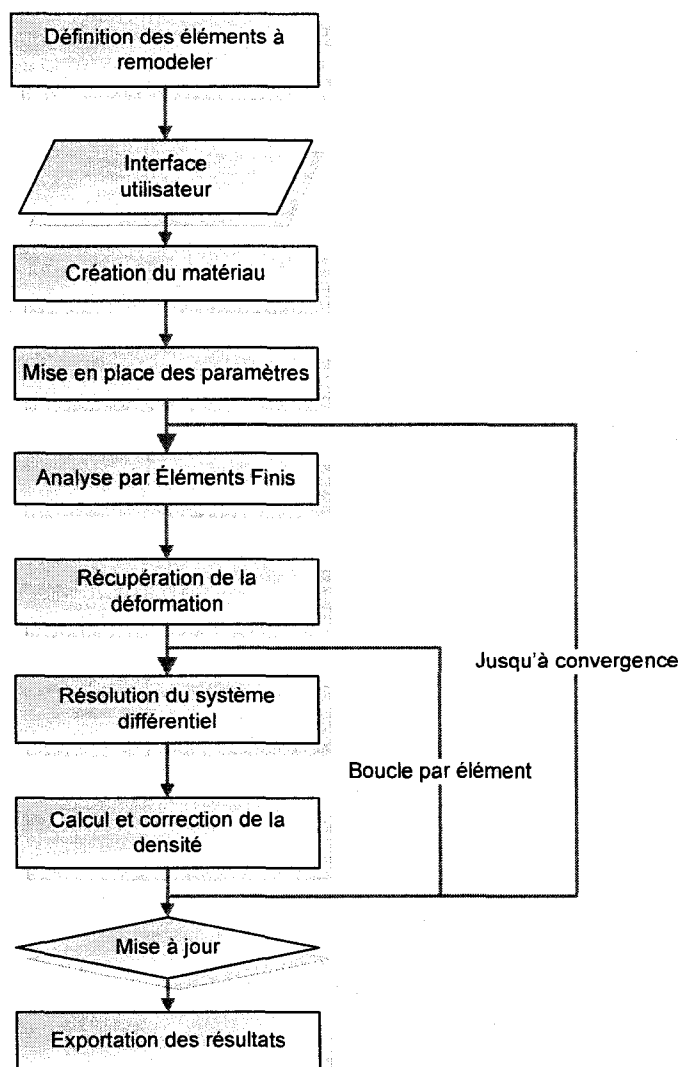 Définition des éléments à
remodeler
Interface
utilisateur
Création du matériau
Mise en place des paramètres
Analyse par Éléments Finis
Récupération de la
déformation
Jusqu'à convergence
Résolution du système
différentiel
Boucle par élément
Calcul et correction de la
densité
Mise à jour
Exportation des résultats